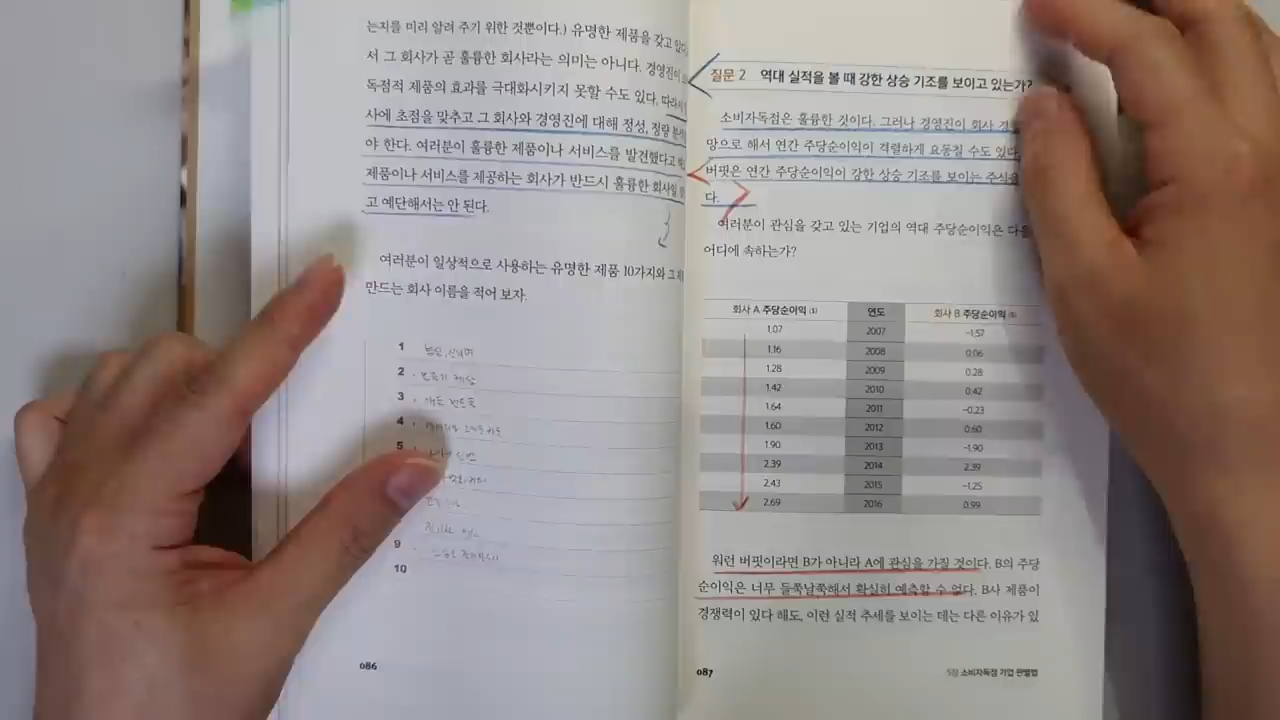 는지를 미리 알려 주기 위한 것뿐이다.) 유명한 제품을 갖고 있다
서 그 회사가 곧 훌륭한 회사라는 의미는 아니다. 경영진이
독점적 제품의 효과를 극대화시키지 못할 수도 있다. 따라서
사에 초점을 맞추고 그 회사와 경영진에 대해 정성, 정량 분석
야 한다. 여러분이 훌륭한 제품이나 서비스를 발견했다고
제품이나 서비스를 제공하는 회사가 반드시 훌륭한 회사일
고 예단해서는 안 된다.
여러분이 일상적으로 사용하는 유명한 제품 10가지와 그
만드는 회사 이름을 적어 보자.
1
2
3
4
5
9
10
086
질문 2 역대 실적을 볼 때 강한 상승 기조를 보이고 있는가?
소비자독점은 훌륭한 것이다. 그러나 경영진이 회사
망으로 해서 연간 주당순이익이 격렬하게 요동칠 수도 있다.
버핏은 연간 주당순이익이 강한 상승 기조를 보이는 주식을
다.
여러분이 관심을 갖고 있는 기업의 역대 주당순이익은 다음
어디에 속하는가?
회사 A 주당순이익 ($) 연도 회사 B 주당순이익 ($)
1.07 2007 -1.57
1.16 2008 0.06
1.28 2009 0.28
1.42 2010 0.42
1.64 2011 -0.23
1.60 2012 0.60
1.90 2013 -1.90
2.39 2014 2.39
2.43 2015 -1.25
2.69 2016 0.99
워런 버핏이라면 B가 아니라 A에 관심을 가질 것이다. B의 주당
순이익은 너무 들쭉날쭉해서 확실히 예측할 수 없다. B사 제품이
경쟁력이 있다 해도, 이런 실적 추세를 보이는 데는 다른 이유가 있
087
5장 소비자독점 기업 판별법